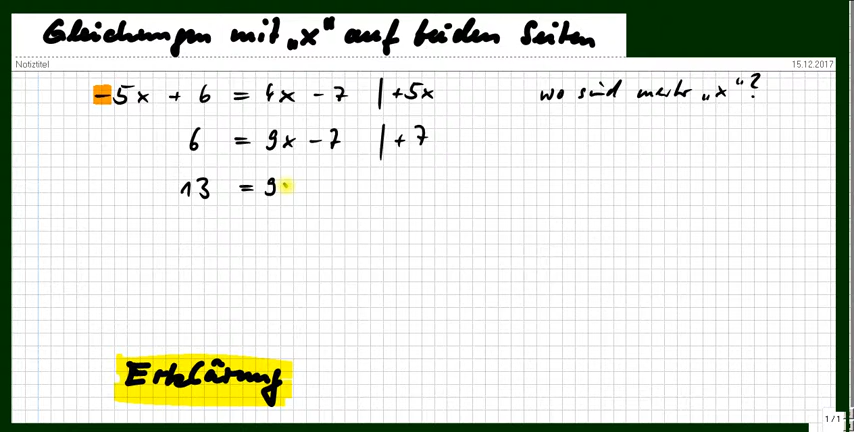 Gleichungen mit „x“ auf beiden Seiten
Notiztitel 15.12.2017
-5x + 6 = 4x - 7 | +5x wo sind mehr „x“?
6 = 9x - 7 | + 7
13 = 9
Erklärung
1/1